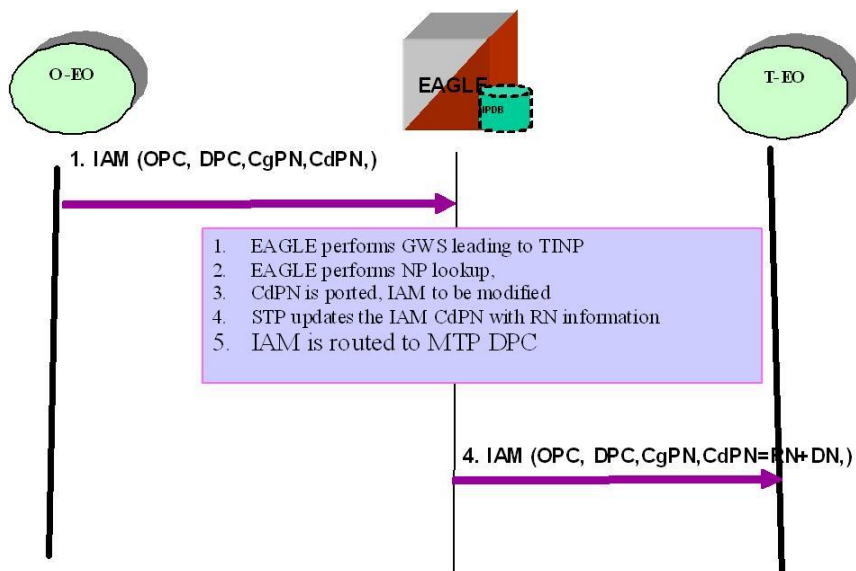 O-EO
EAGLE
IPDB
T-EO
1. IAM (OPC, DPC,CgPN,CdPN,)
1. EAGLE performs GWS leading to TINP
2. EAGLE performs NP lookup,
3. CdPN is ported, IAM to be modified
4. STP updates the IAM CdPN with RN information
5. IAM is routed to MTP DPC
4. IAM (OPC, DPC,CgPN,CdPN=RN+DN,)